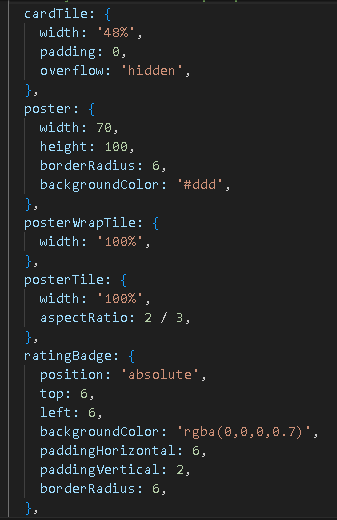 cardTile: {
width: '48%',
padding: 0,
overflow: 'hidden',
},
poster: {
width: 70,
height: 100,
borderRadius: 6,
backgroundColor: '#ddd',
},
posterWrapTile: {
width: '100%',
},
posterTile: {
width: '100%',
aspectRatio: 2 / 3,
},
ratingBadge: {
position: 'absolute',
top: 6,
left: 6,
backgroundColor: 'rgba(0,0,0,0.7)',
paddingHorizontal: 6,
paddingVertical: 2,
borderRadius: 6,
},